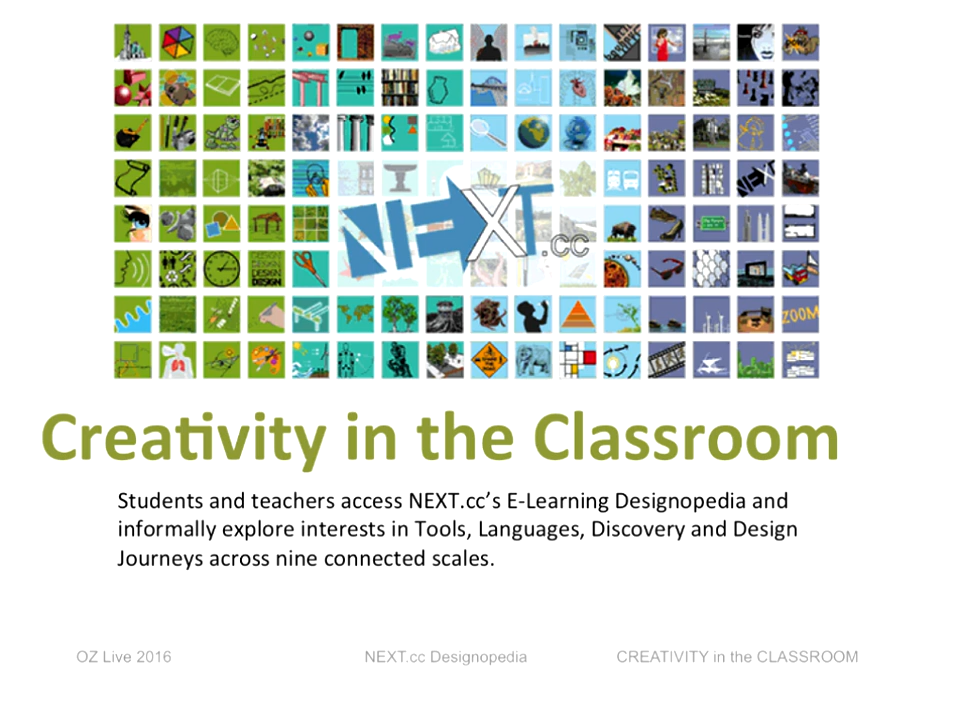 NEXT.cc
ZOOM
Creativity in the Classroom
Students and teachers access NEXT.cc’s E-Learning Designopedia and
informally explore interests in Tools, Languages, Discovery and Design
Journeys across nine connected scales.
OZ Live 2016 NEXT.cc Designopedia CREATIVITY in the CLASSROOM